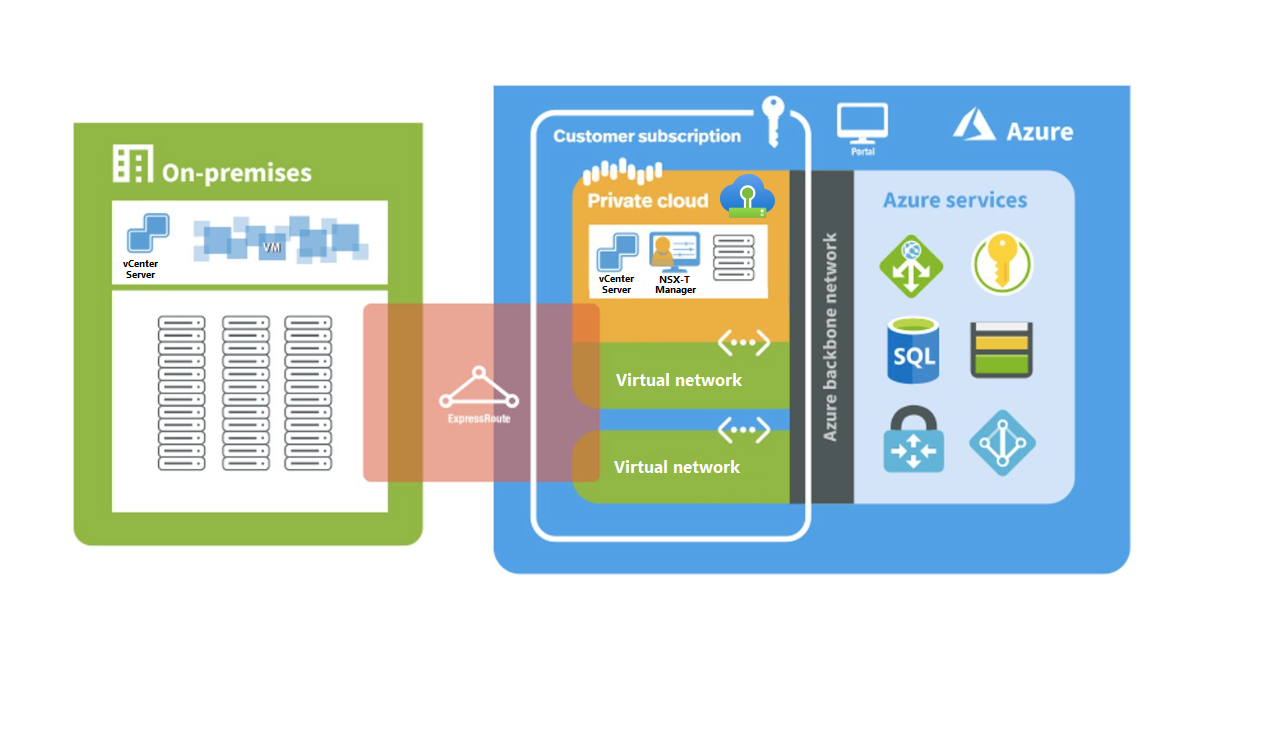 On-premises
vCenter
Server
VM
ExpressRoute
Customer subscription
Portal
Azure
Private cloud
vCenter
Server
NSX-T
Manager
Virtual network
Virtual network
Azure backbone network
Azure services
SQL